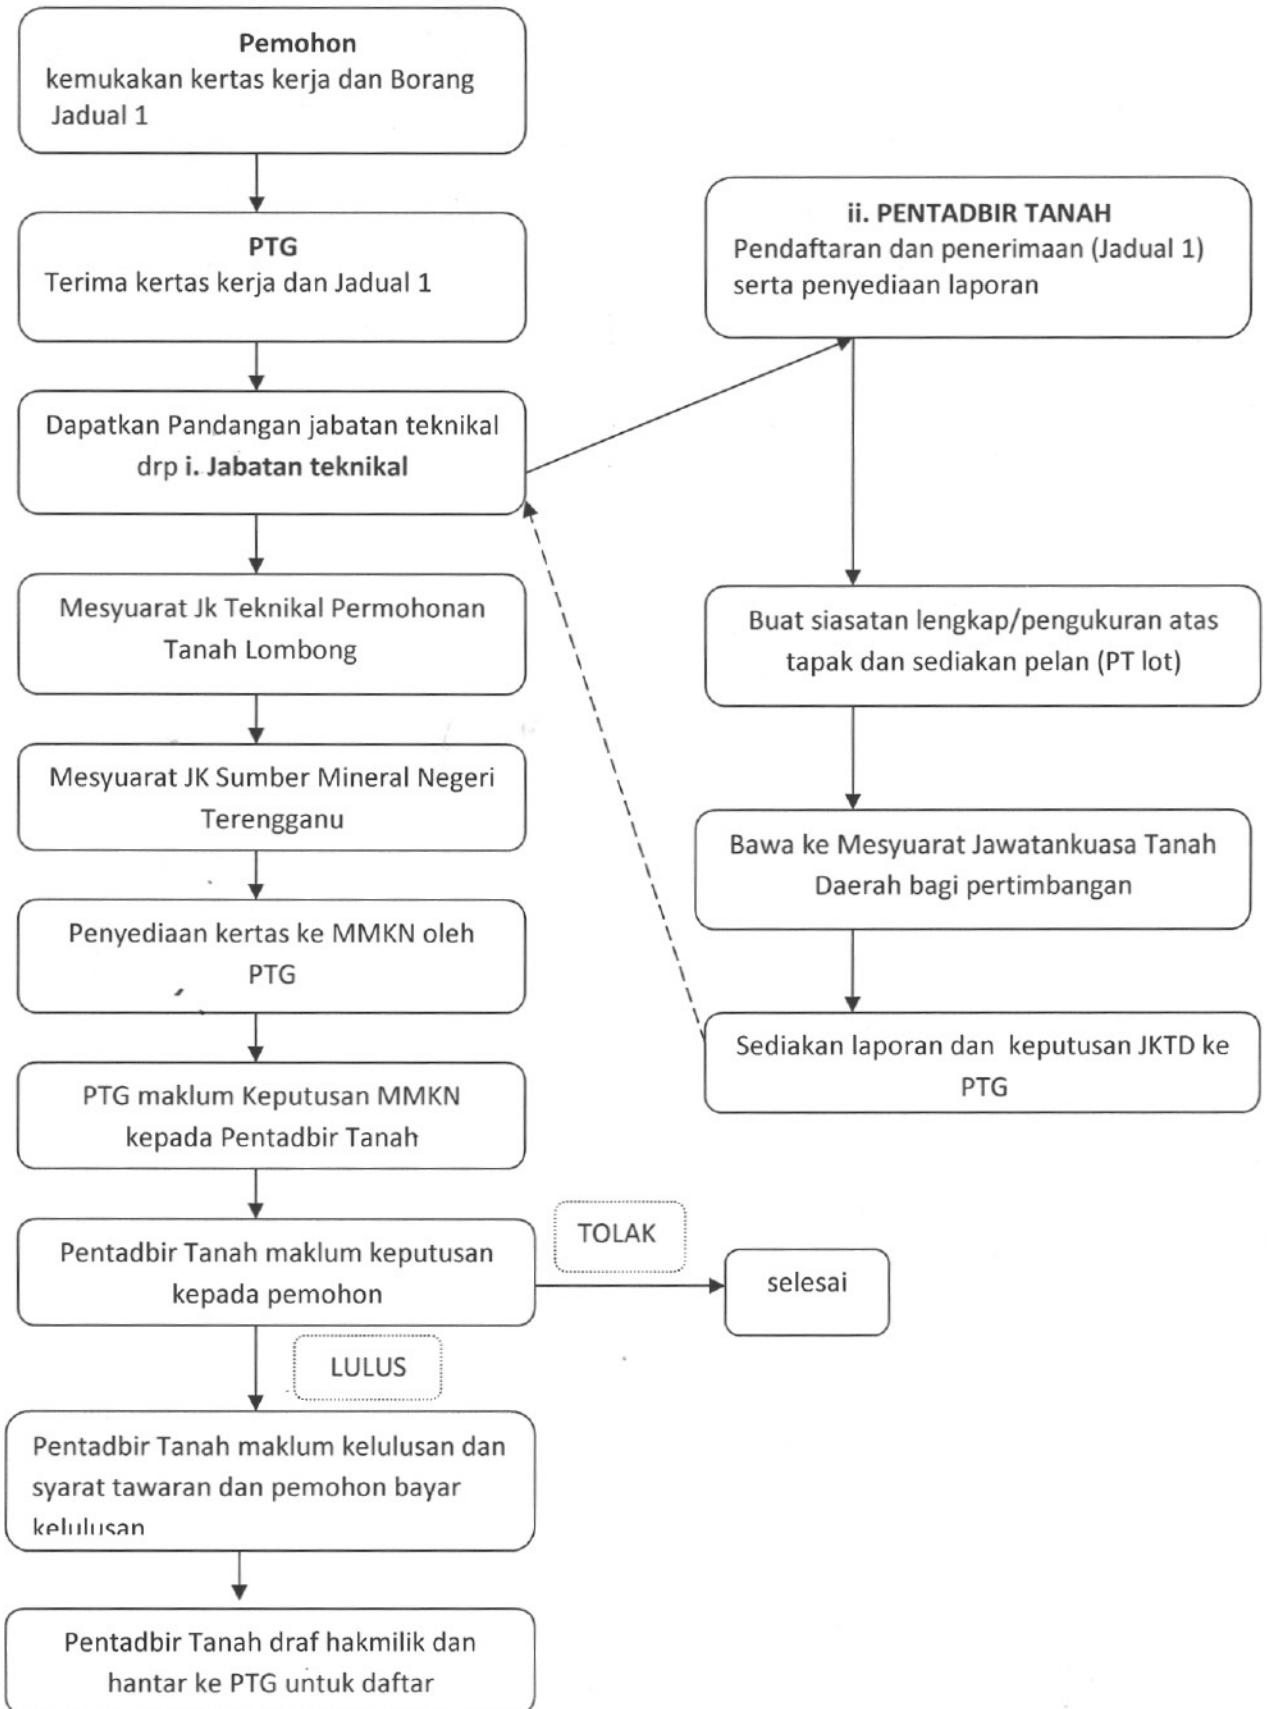 Pemohon
kemukakan kertas kerja dan Borang
Jadual 1
PTG
Terima kertas kerja dan Jadual 1
Dapatkan Pandangan jabatan teknikal
drp i. Jabatan teknikal
Mesyuarat Jk Teknikal Permohonan
Tanah Lombong
Mesyuarat JK Sumber Mineral Negeri
Terengganu
Penyediaan kertas ke MMKN oleh
PTG
PTG maklum Keputusan MMKN
kepada Pentadbir Tanah
Pentadbir Tanah maklum keputusan
kepada pemohon
TOLAK
selesai
LULUS
Pentadbir Tanah maklum kelulusan dan
syarat tawaran dan pemohon bayar
kelulusan
Pentadbir Tanah draf hakmilik dan
hantar ke PTG untuk daftar
ii. PENTADBIR TANAH
Pendaftaran dan penerimaan (Jadual 1)
serta penyediaan laporan
Buat siasatan lengkap/pengukuran atas
tapak dan sediakan pelan (PT lot)
Bawa ke Mesyuarat Jawatankuasa Tanah
Daerah bagi pertimbangan
Sediakan laporan dan keputusan JKTD ke
PTG